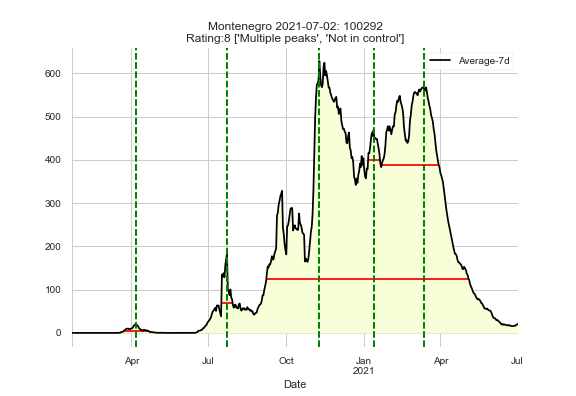 Montenegro 2021-07-02: 100292
Rating:8 ['Multiple peaks', 'Not in control']
Average-7d
600
500
400
300
200
100
0
Apr
Jul
Oct
Jan
2021
Apr
Jul
Date